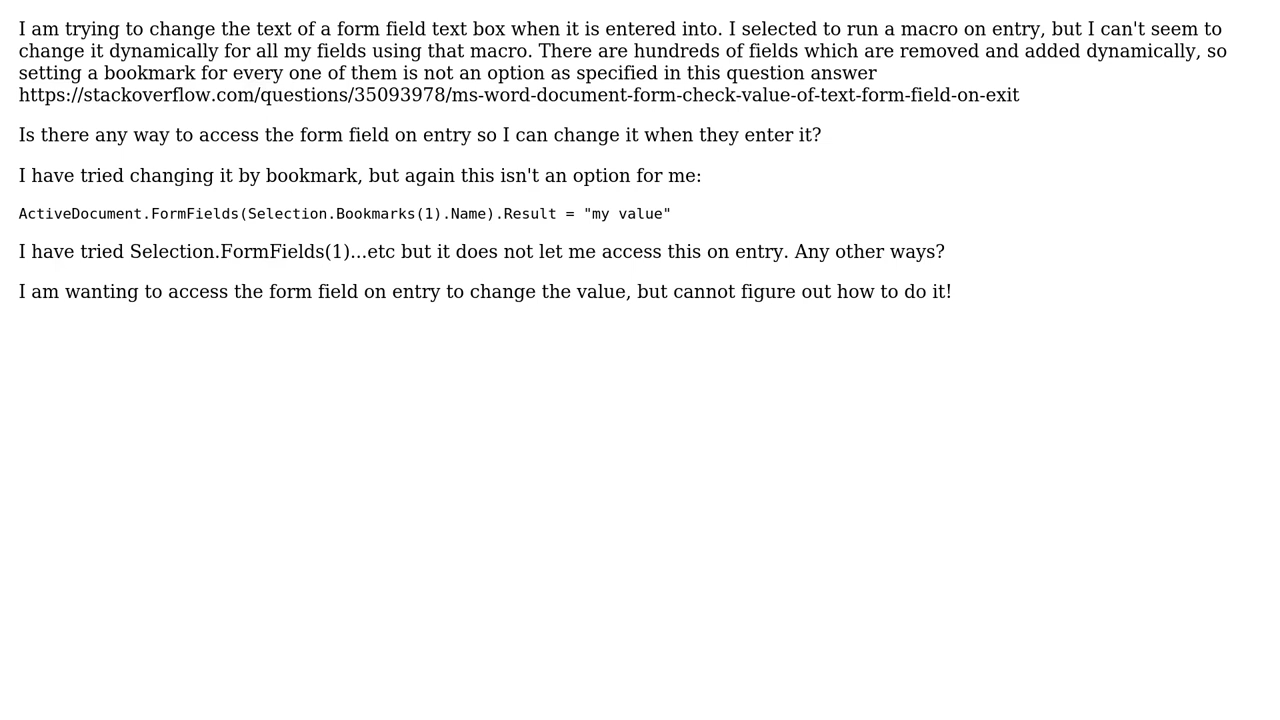 I am trying to change the text of a form field text box when it is entered into. I selected to run a macro on entry, but I can't seem to
change it dynamically for all my fields using that macro. There are hundreds of fields which are removed and added dynamically, so
setting a bookmark for every one of them is not an option as specified in this question answer
https://stackoverflow.com/questions/35093978/ms-word-document-form-check-value-of-text-form-field-on-exit
Is there any way to access the form field on entry so I can change it when they enter it?
I have tried changing it by bookmark, but again this isn't an option for me:
ActiveDocument.FormFields(Selection.Bookmarks(1).Name).Result = "my value"
I have tried Selection.FormFields(1)...etc but it does not let me access this on entry. Any other ways?
I am wanting to access the form field on entry to change the value, but cannot figure out how to do it!